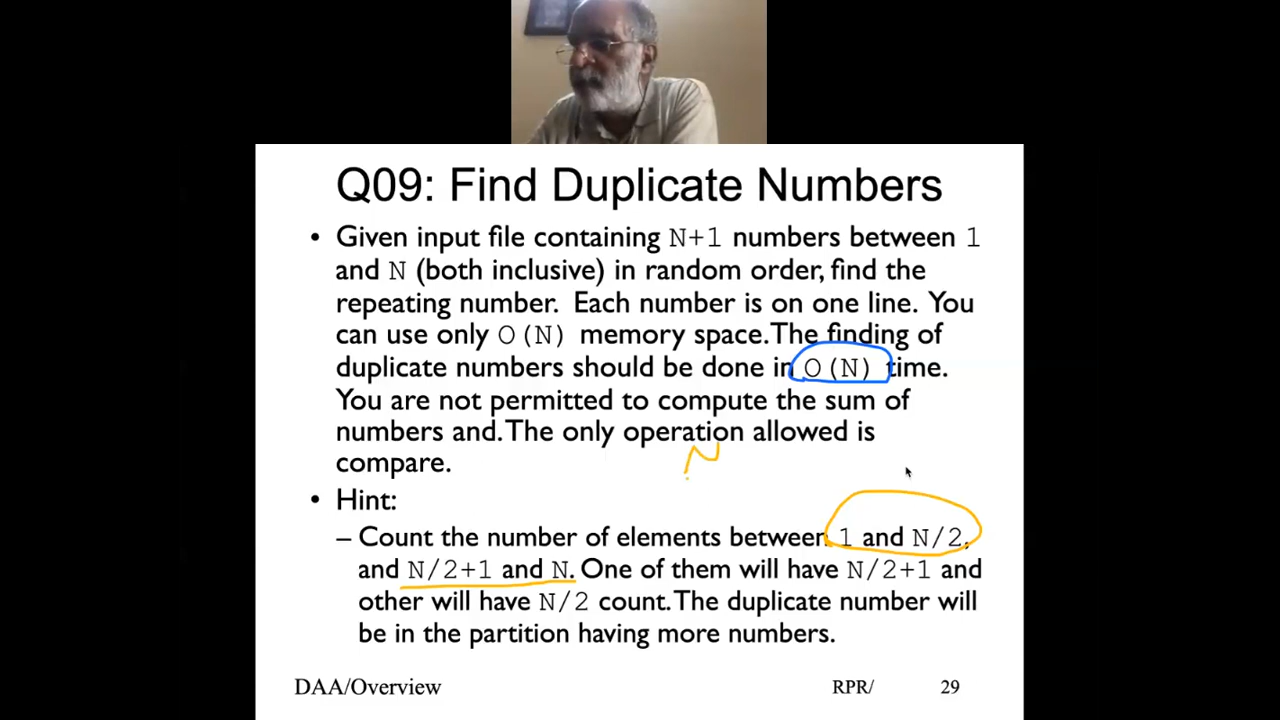 Q09: Find Duplicate Numbers
• Given input file containing N+1 numbers between 1
and N (both inclusive) in random order, find the
repeating number. Each number is on one line. You
can use only O(N) memory space. The finding of
duplicate numbers should be done in O(N) time.
You are not permitted to compute the sum of
numbers and. The only operation allowed is
compare.
N
• Hint:
– Count the number of elements between 1 and N/2,
and N/2+1 and N. One of them will have N/2+1 and
other will have N/2 count. The duplicate number will
be in the partition having more numbers.
DAA/Overview
RPR/
29